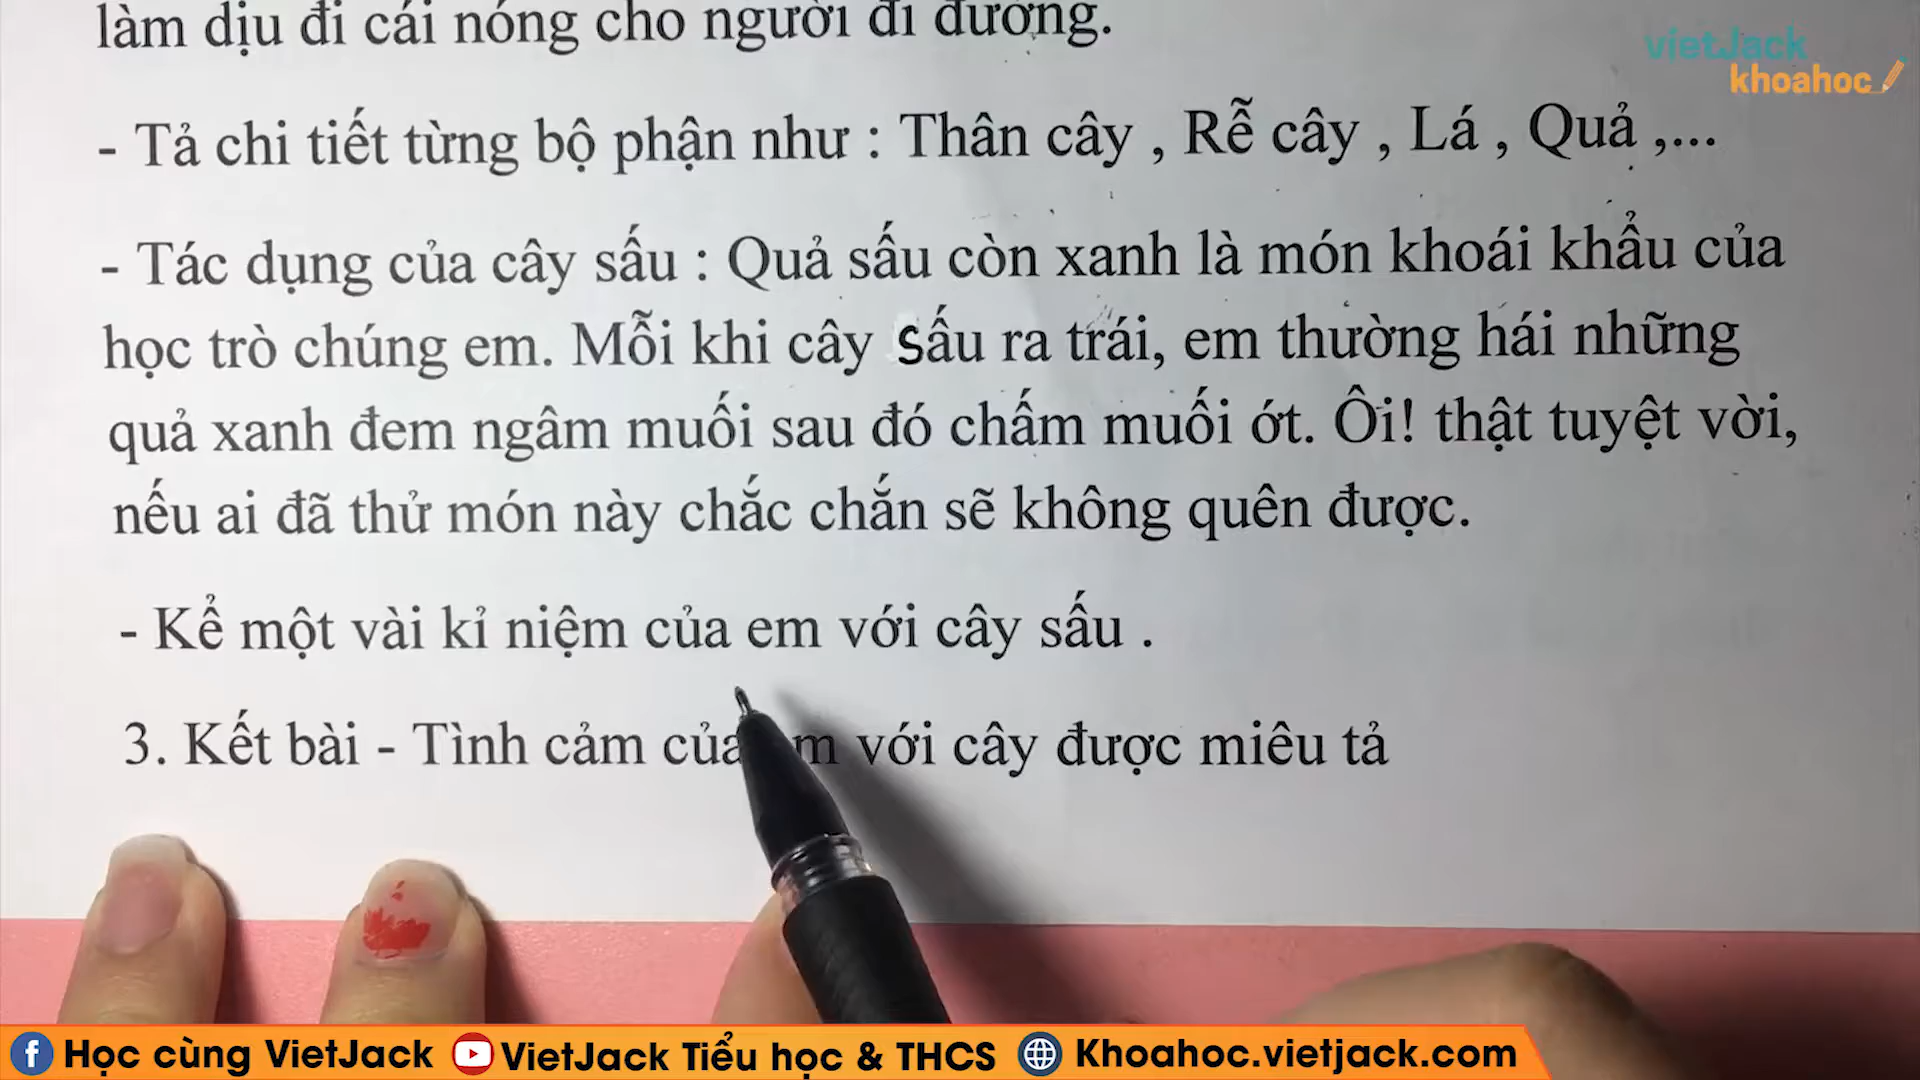 làm dịu đi cái nóng cho người đi đường.
vietJack
khoahoc
- Tả chi tiết từng bộ phận như : Thân cây , Rễ cây , Lá , Quả ,...
- Tác dụng của cây sấu : Quả sấu còn xanh là món khoái khẩu của
học trò chúng em. Mỗi khi cây sấu ra trái, em thường hái những
quả xanh đem ngâm muối sau đó chấm muối ớt. Ôi! thật tuyệt vời,
nếu ai đã thử món này chắc chắn sẽ không quên được.
- Kể một vài kỉ niệm của em với cây sấu .
3. Kết bài - Tình cảm của với cây được miêu tả
Học cùng VietJack VietJack Tiểu học & THCS Khoahoc.vietjack.com